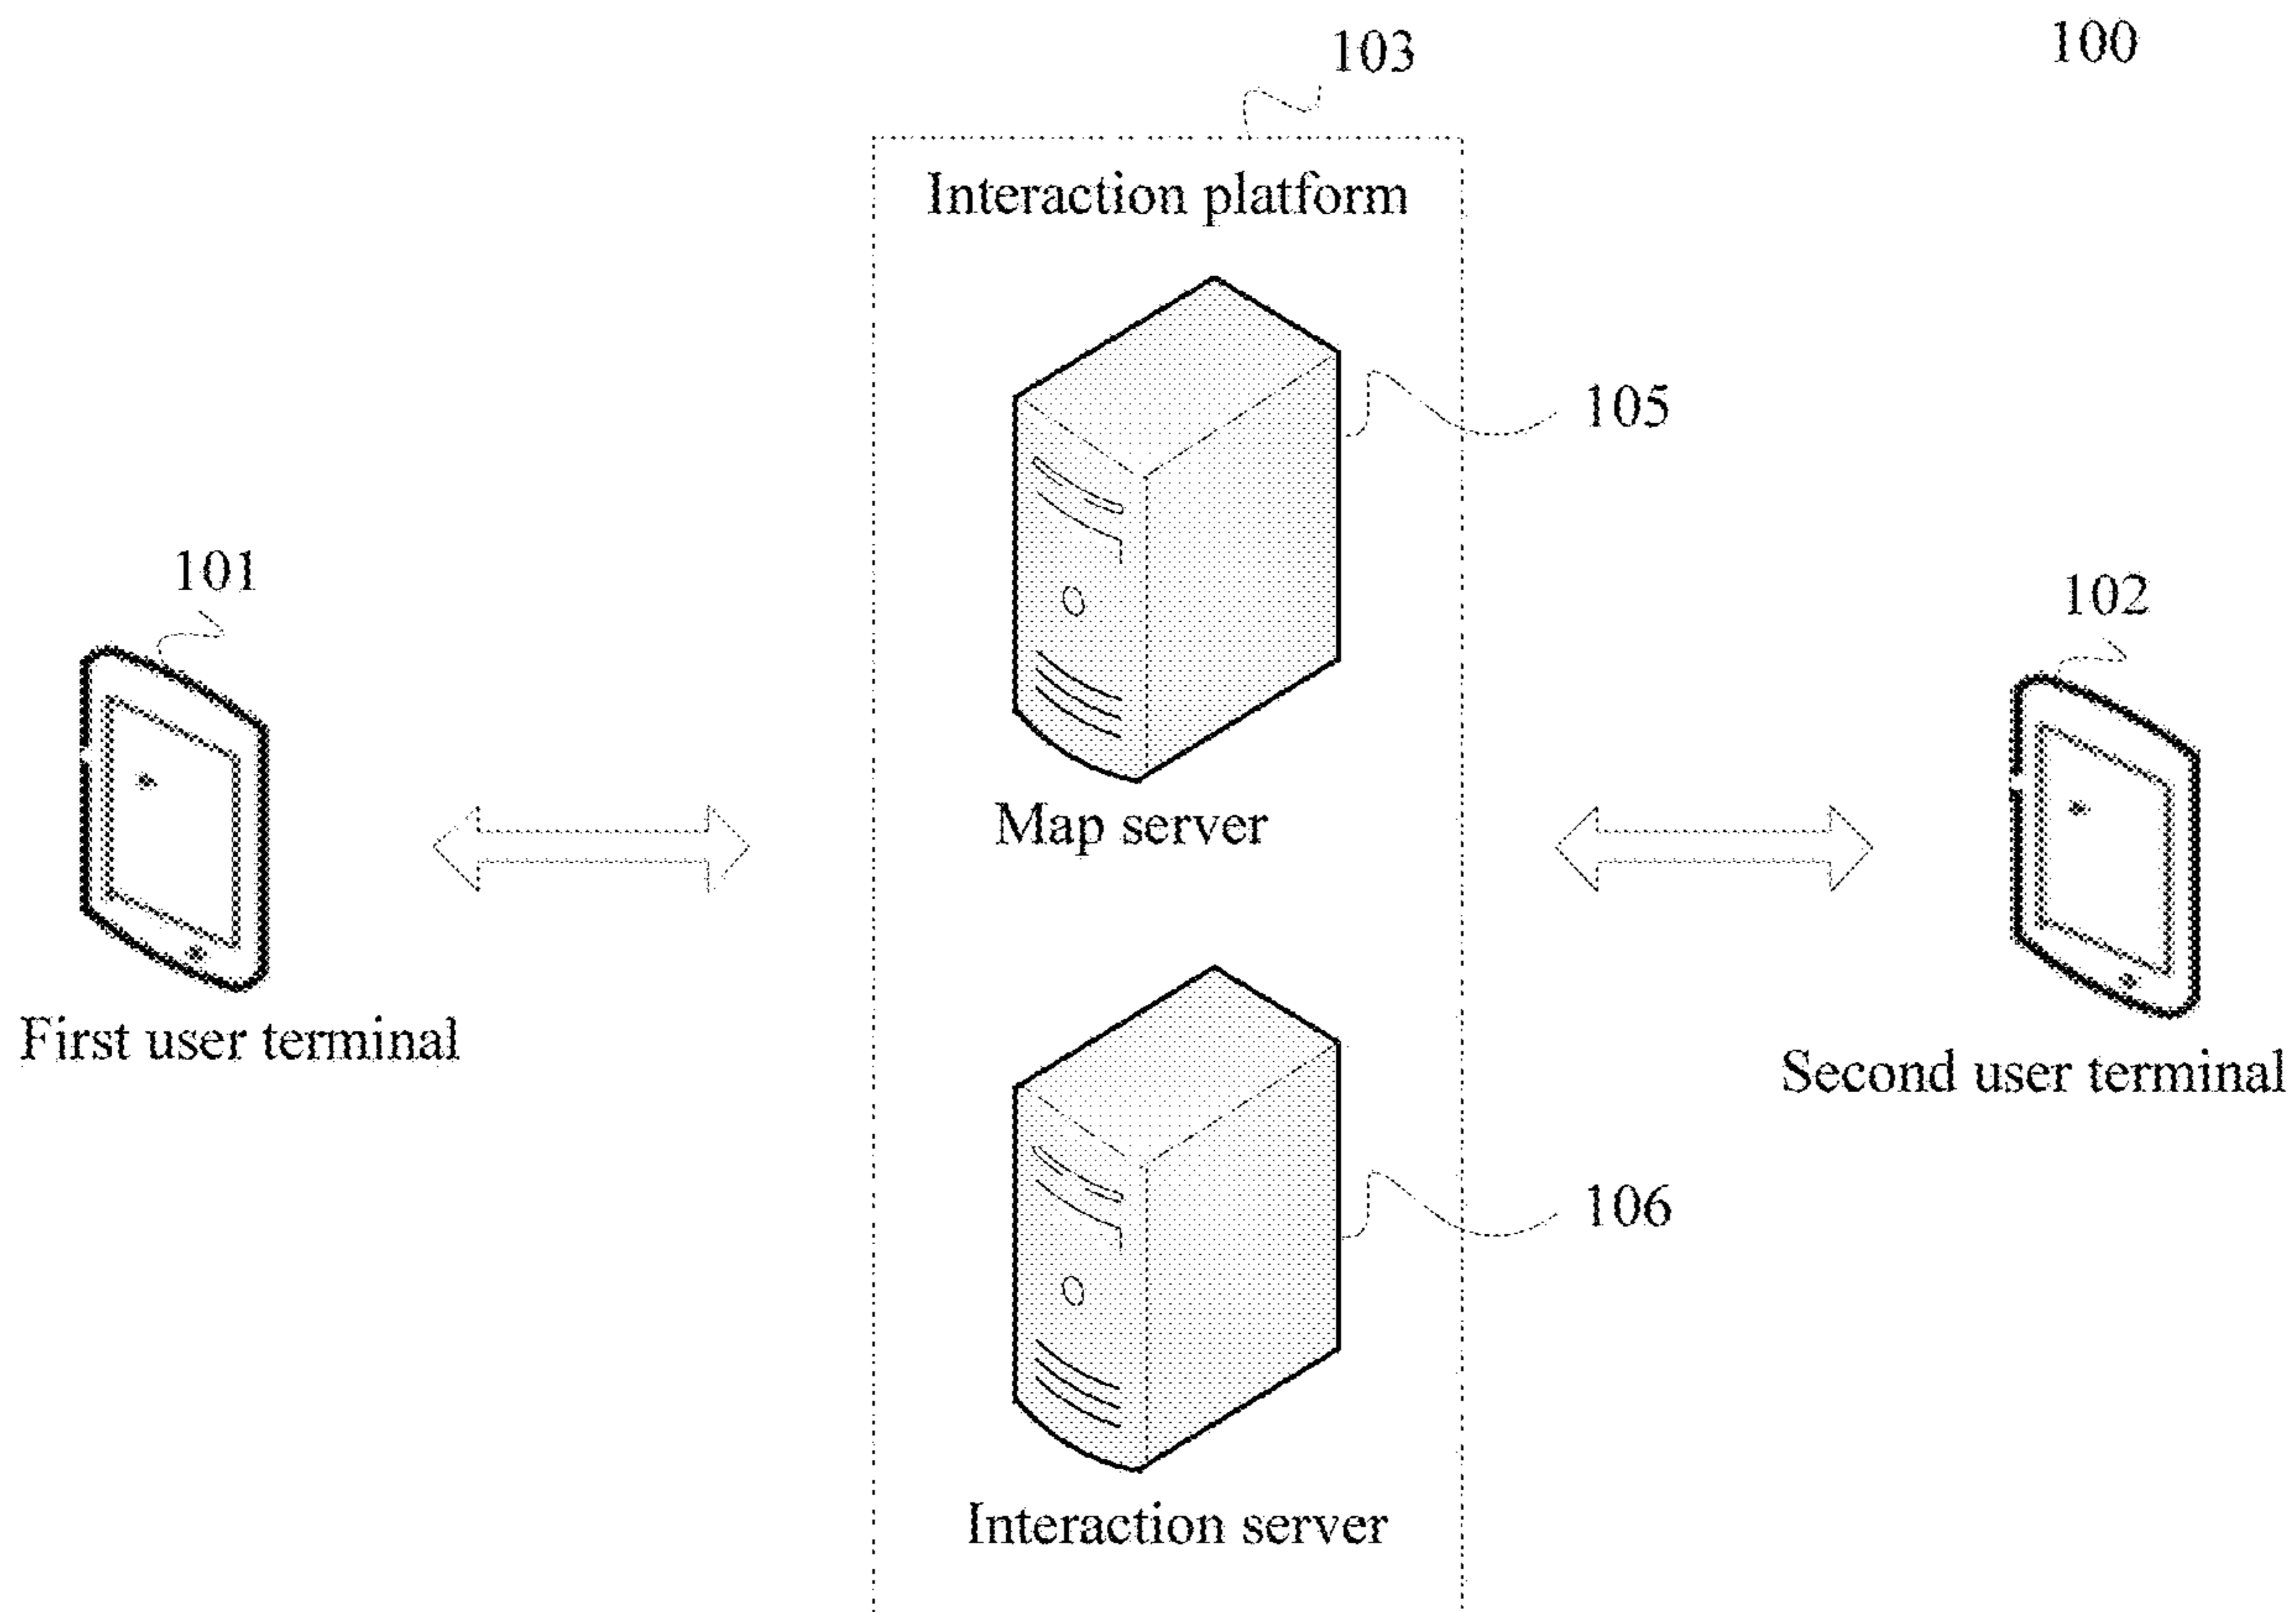 100
103
Interaction platform
105
101
102
Map server
First user terminal
Second user terminal
106
Interaction server